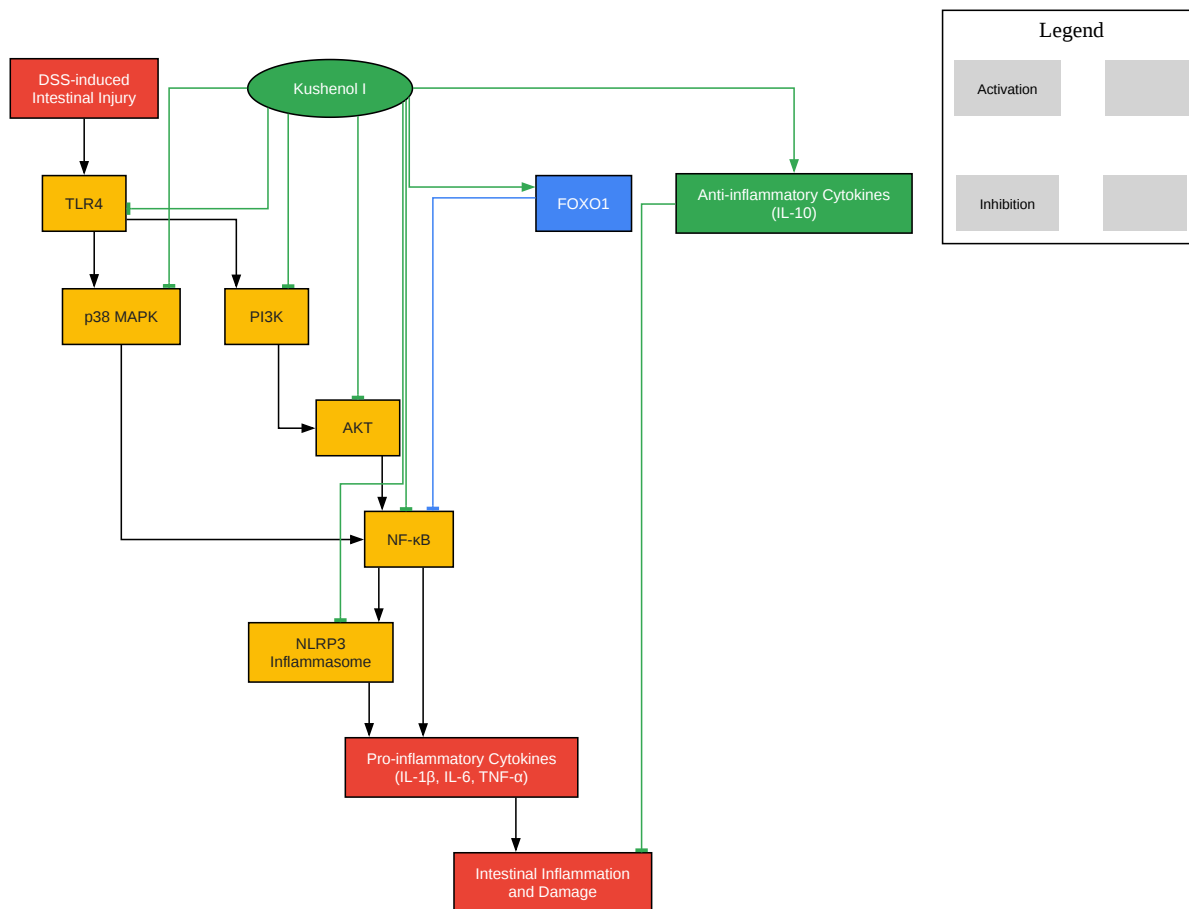 Legend
DSS-induced
Intestinal Injury
Kushenol I
Activation
TLR4
FOXO1
Anti-inflammatory Cytokines
(IL-10)
Inhibition
p38 MAPK
PI3K
AKT
NF-κB
NLRP3
Inflammasome
Pro-inflammatory Cytokines
(IL-1β, IL-6, TNF-α)
Intestinal Inflammation
and Damage